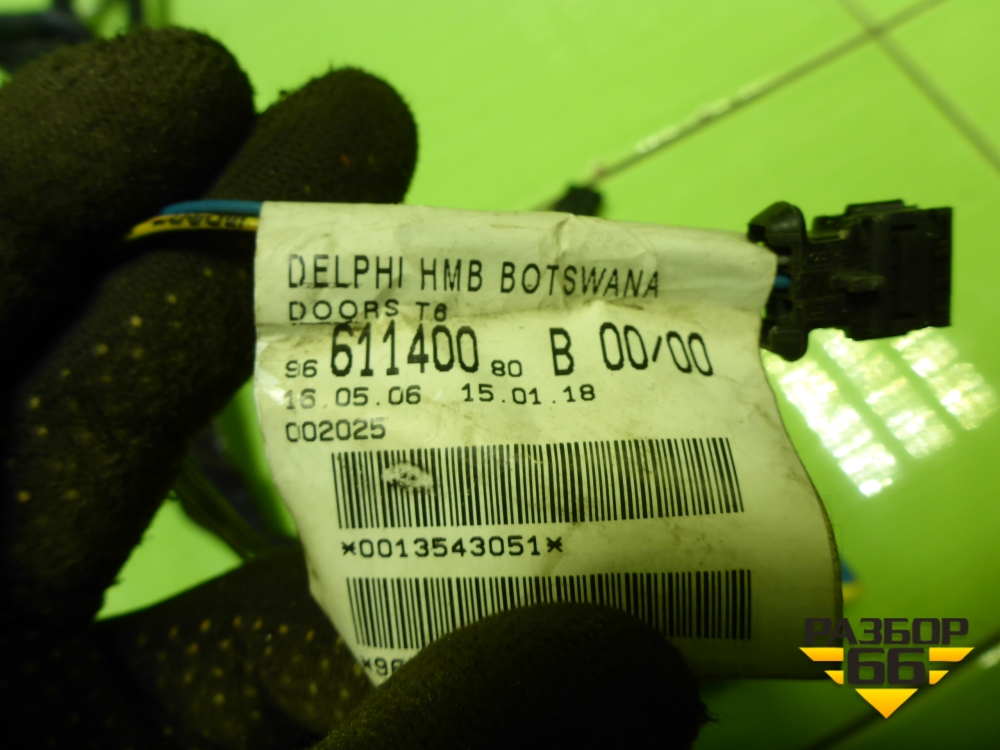 DELPHI HMB BOTSWANA
DOORS T6
96 611400 80 B 00/00
16.05.06 15.01.18
002025
*0013543051*
*96
РАЗБОР
66